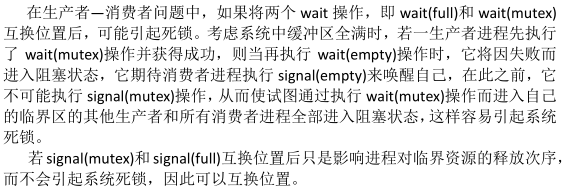 在生产者—消费者问题中，如果将两个 wait 操作，即 wait(full)和 wait(mutex)
互换位置后，可能引起死锁。考虑系统中缓冲区全满时，若一生产者进程先执行
了 wait(mutex)操作并获得成功，则当再执行 wait(empty)操作时，它将因失败而
进入阻塞状态，它期待消费者进程执行 signal(empty)来唤醒自己，在此之前，它
不可能执行 signal(mutex)操作，从而使试图通过执行 wait(mutex)操作而进入自己
的临界区的其他生产者和所有消费者进程全部进入阻塞状态，这样容易引起系统
死锁。
若 signal(mutex)和 signal(full)互换位置后只是影响进程对临界资源的释放次序，
而不会引起系统死锁，因此可以互换位置。